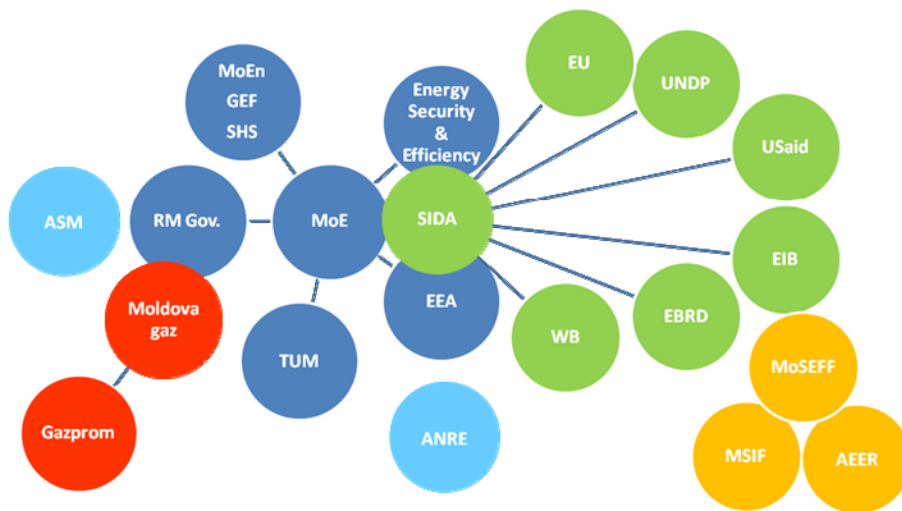 MoEn
GEF
SHS
Energy
Security
&
Efficiency
EU
UNDP
USaid
ASM
RM Gov.
MoE
SIDA
EIB
Moldova
gaz
EEA
TUM
WB
EBRD
MoSEFF
Gazprom
ANRE
MSIF
AEER